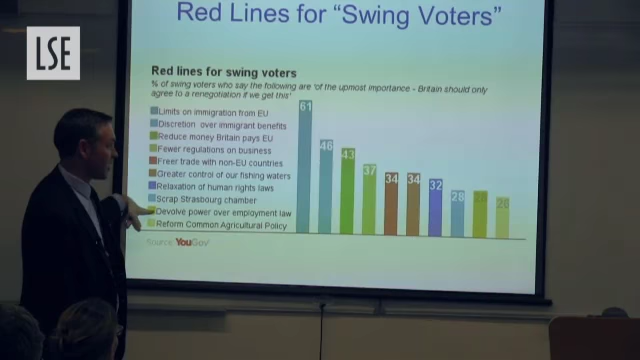 Red Lines for “Swing Voters”
LSE
Red lines for swing voters
% of swing voters who say the following are 'of the upmost importance - Britain should only
agree to a renegotiation if we get this'
Limits on immigration from EU
Discretion over immigrant benefits
Reduce money Britain pays EU
Fewer regulations on business
Freer trade with non-EU countries
Greater control of our fishing waters
Relaxation of human rights laws
Scrap Strasbourg chamber
Devolve power over employment law
Reform Common Agricultural Policy
61
46
43
37
34
34
32
28
Source: YouGov